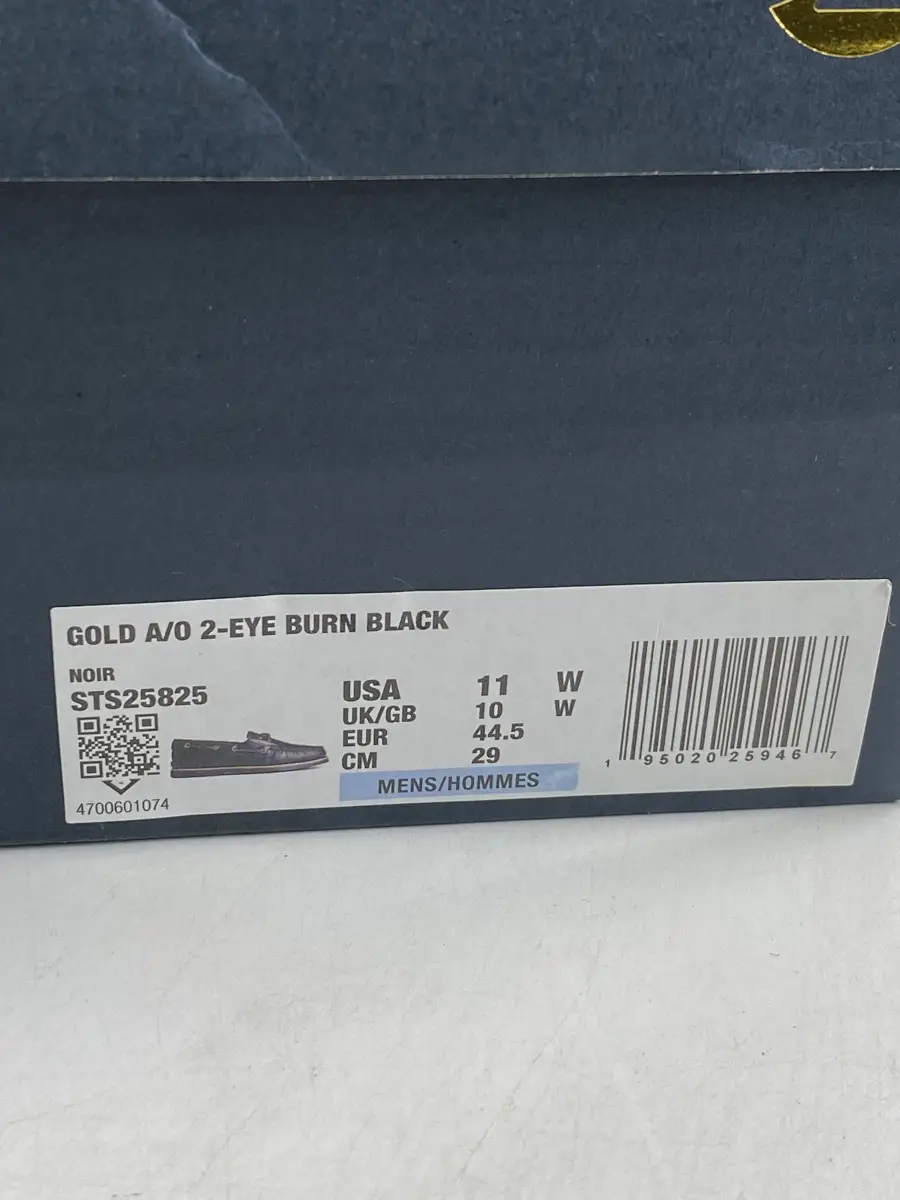 GOLD A/O 2-EYE BURN BLACK
NOIR
STS25825
USA 11 W
UK/GB 10 W
EUR 44.5
CM 29
MENS/HOMMES
4700601074
1 95020 25946 7